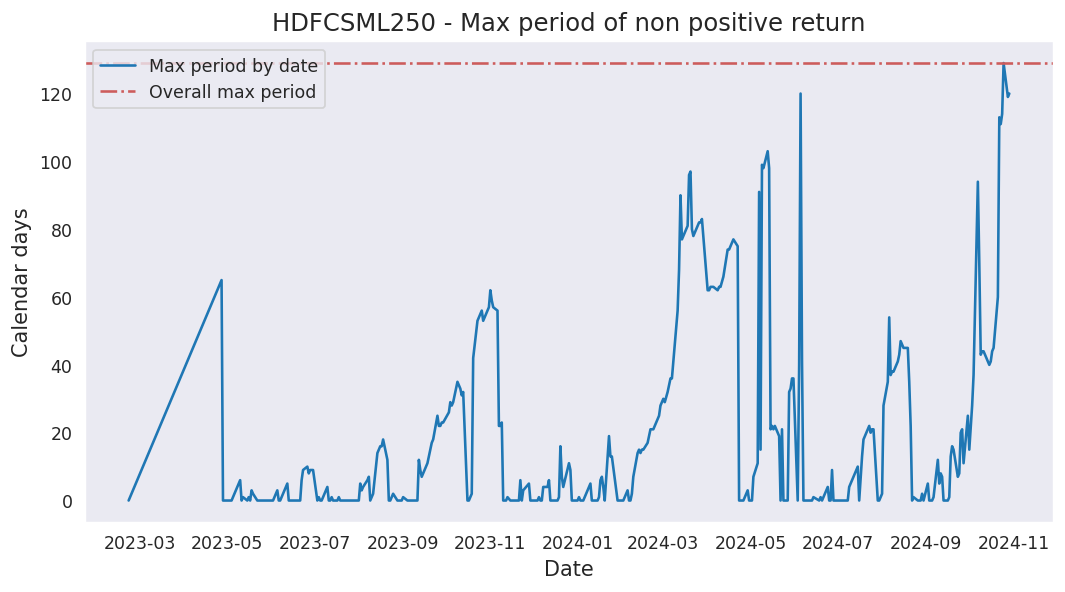 HDFCSML250 - Max period of non positive return
Max period by date
Overall max period
Calendar days
120
100
80
60
40
20
0
2023-03 2023-05 2023-07 2023-09 2023-11 2024-01 2024-03 2024-05 2024-07 2024-09 2024-11
Date